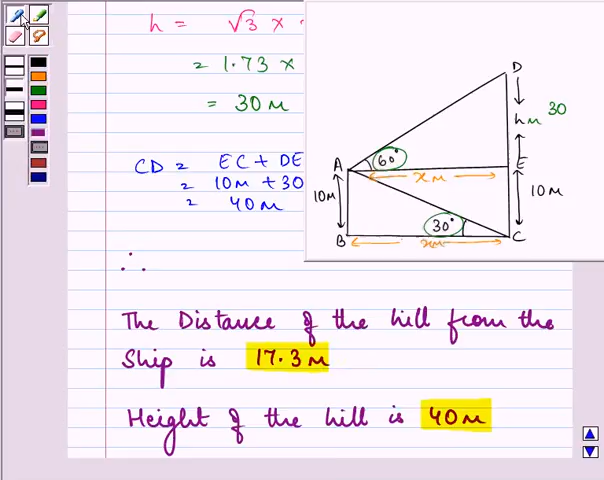 h = √3 ×
= 1.73 ×
= 30 m
CD = EC + DE
= 10m + 30
= 40m
D
hm 30
A 60° E
x m
10m 10m
30°
B xm C
∴
The Distance of the hill from the
Ship is 17.3 m
Height of the hill is 40m